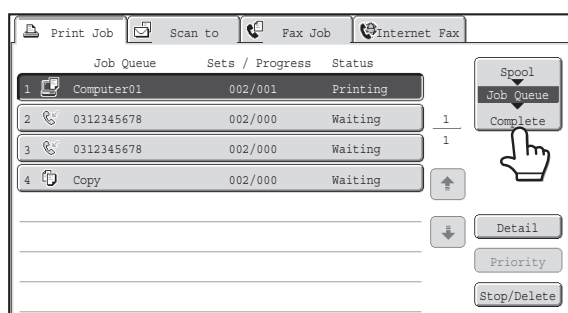 Print Job Scan to Fax Job Internet Fax
Job Queue Sets / Progress Status
1 Computer01 002/001 Printing
2 0312345678 002/000 Waiting
3 0312345678 002/000 Waiting
4 Copy 002/000 Waiting
1
1
Spool
Job Queue
Complete
Detail
Priority
Stop/Delete